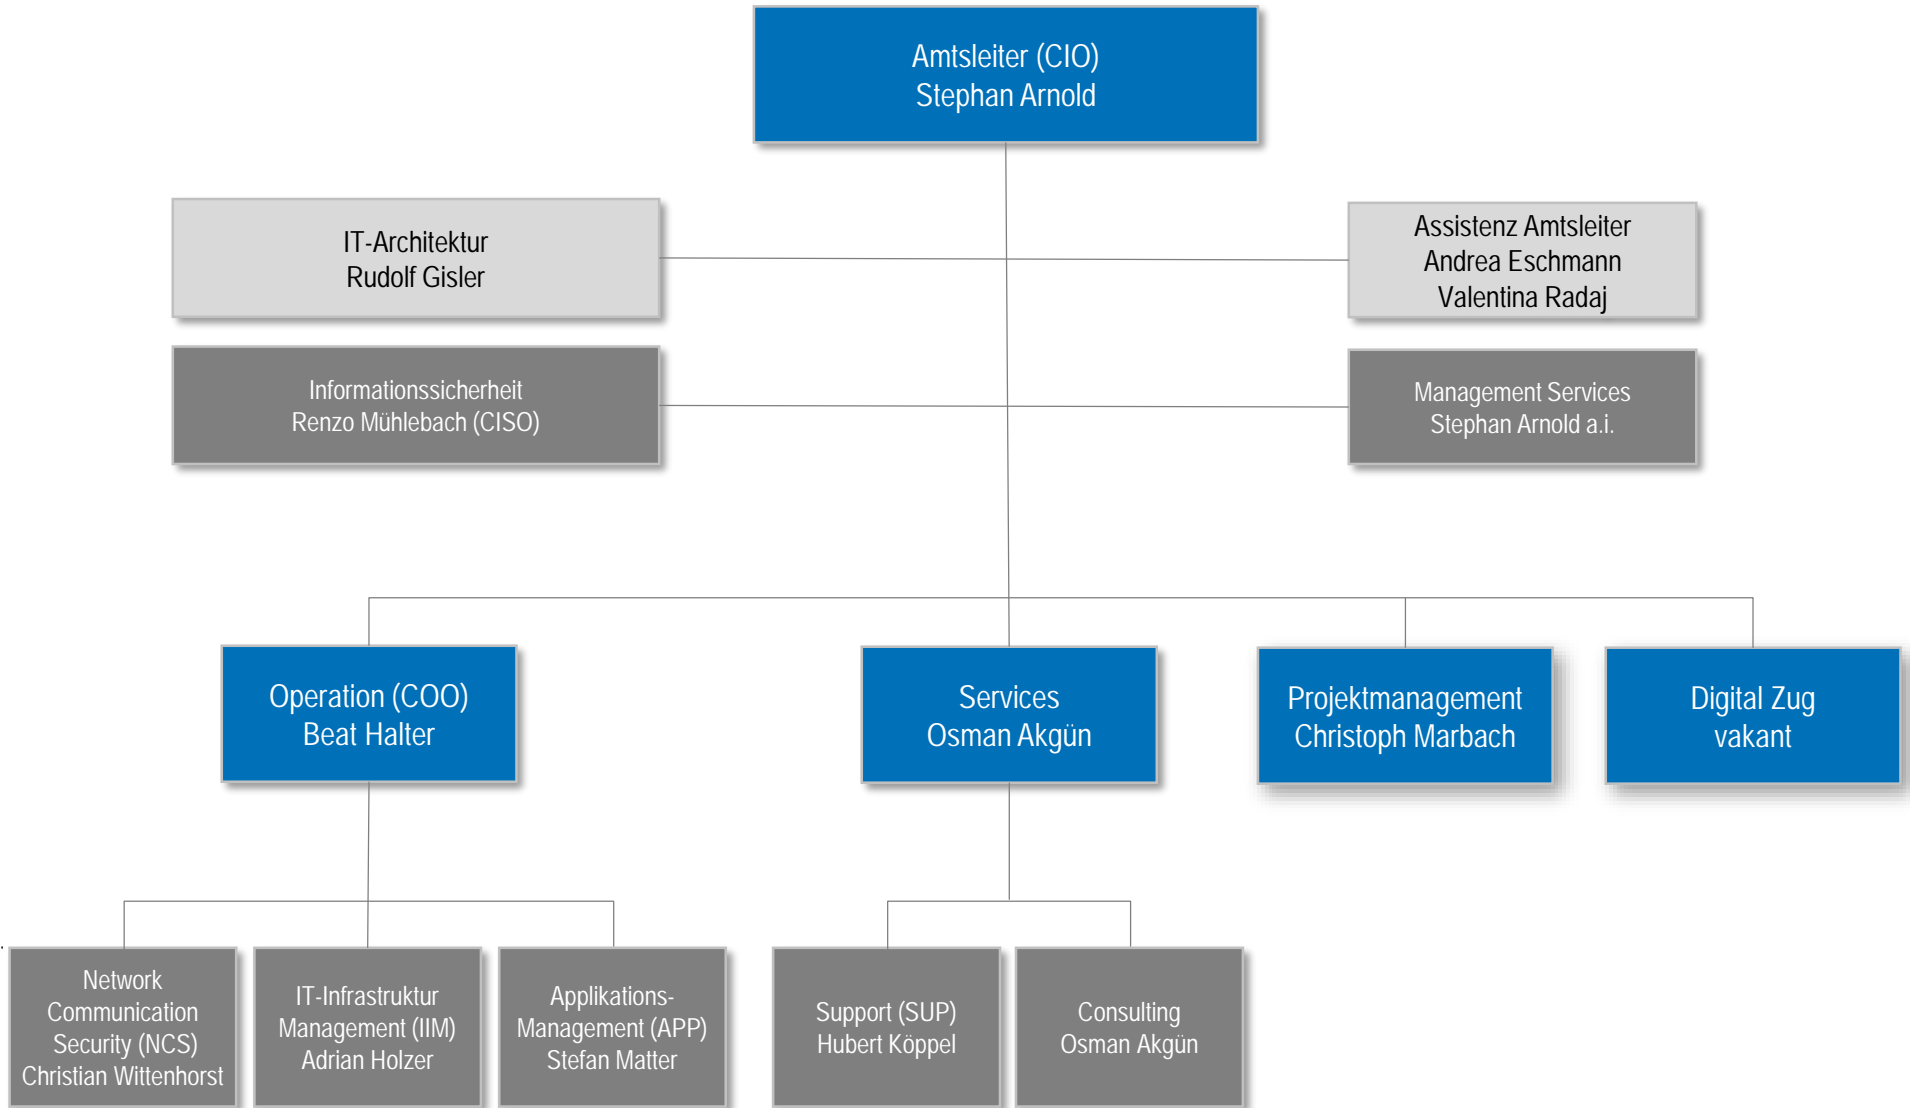 Amtsleiter (CIO)
Stephan Arnold
IT-Architektur
Rudolf Gisler
Assistenz Amtsleiter
Andrea Eschmann
Valentina Radaj
Informationssicherheit
Renzo Mühlebach (CISO)
Management Services
Stephan Arnold a.i.
Operation (COO)
Beat Halter
Services
Osman Akgün
Projektmanagement
Christoph Marbach
Digital Zug
vakant
Network
Communication
Security (NCS)
Christian Wittenhorst
IT-Infrastruktur
Management (IIM)
Adrian Holzer
Applikations-
Management (APP)
Stefan Matter
Support (SUP)
Hubert Köppel
Consulting
Osman Akgün